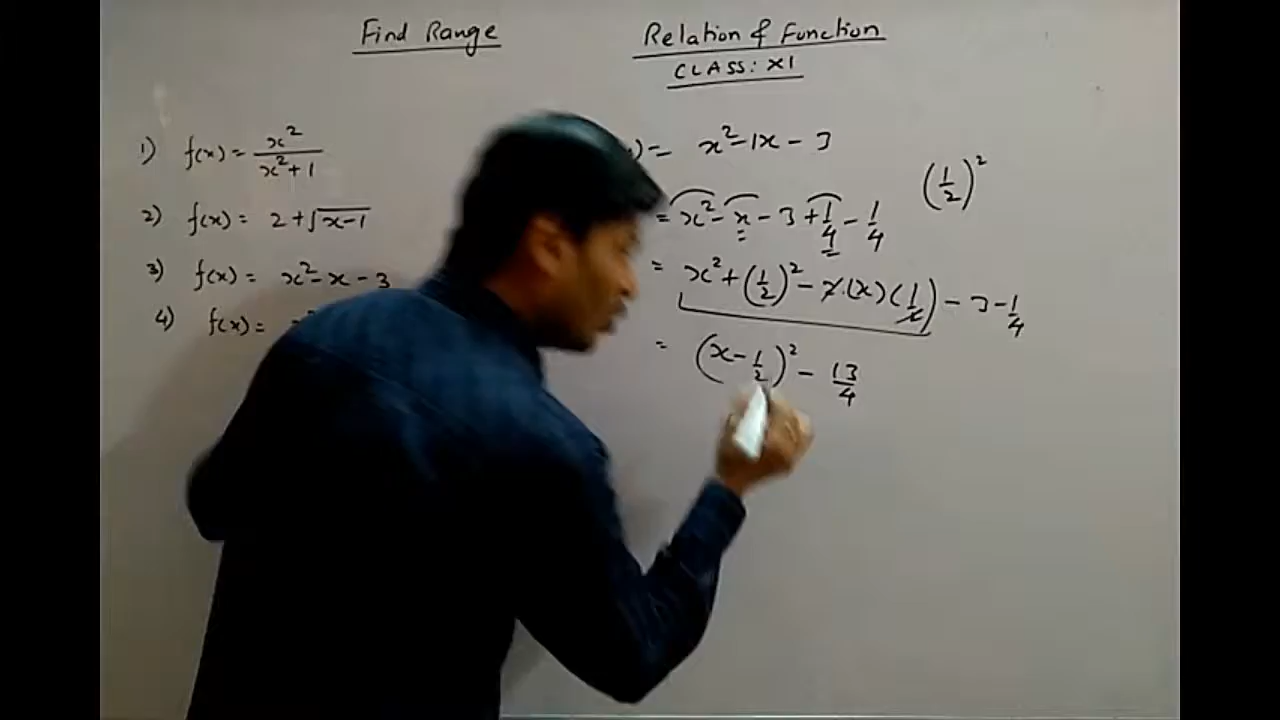 Find Range
Relation & Function
CLASS: XI
1) f(x) = x²/(x²+1)
2) f(x) = 2+√(x-1)
3) f(x) = x²-x-3
4) f(x) =
)= x²-1x-3
(1/2)²
= x²-x-3+1/4-1/4
= x²+(1/2)²-2.(x)(1/2)-3-1/4
= (x-1/2)²-13/4